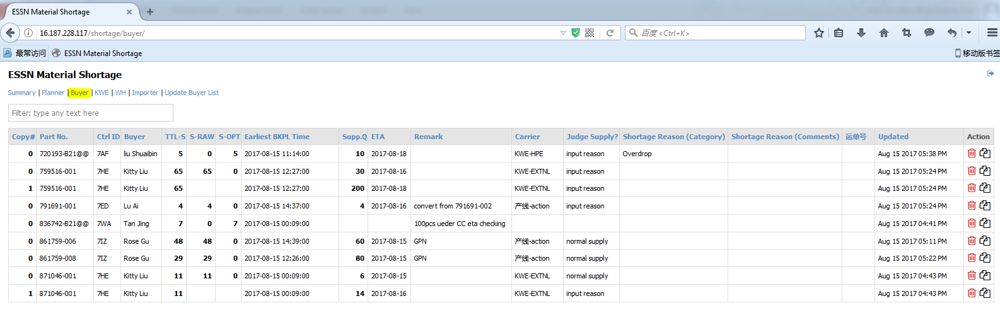 ESSN Material Shortage
16.187.228.117/shortage/buyer/
百度 <Ctrl+K>
最常访问 ESSN Material Shortage 移动版书签
ESSN Material Shortage
Summary | Planner | Buyer | KWE | WH | Importer | Update Buyer List
Filter: type any text here
Copy# Part No. Ctrl ID Buyer TTL-S S-RAW S-OPT Earliest BKPL Time Supp.Q ETA Remark Carrier Judge Supply? Shortage Reason (Category) Shortage Reason (Comments) 运单号 Updated Action
0 720193-B21@@ 7AF liu Shuaibin 5 0 5 2017-08-15 11:14:00 10 2017-08-18 KWE-HPE input reason Overdrop Aug 15 2017 05:38 PM
0 759516-001 7HE Kitty Liu 65 65 0 2017-08-15 12:27:00 30 2017-08-16 KWE-EXTNL input reason Aug 15 2017 05:24 PM
1 759516-001 7HE Kitty Liu 65 2017-08-15 12:27:00 200 2017-08-18 KWE-EXTNL input reason Aug 15 2017 05:24 PM
0 791691-001 7ED Lu Ai 4 4 0 2017-08-15 14:37:00 4 2017-08-16 convert from 791691-002 产线-action input reason Aug 15 2017 05:24 PM
0 836742-B21@@ 7WA Tan Jing 7 0 7 2017-08-15 00:09:00 100pcs ueder CC eta checking Aug 15 2017 04:41 PM
0 861759-006 7IZ Rose Gu 48 48 0 2017-08-15 14:39:00 60 2017-08-15 GPN 产线-action normal supply Aug 15 2017 05:11 PM
0 861759-008 7IZ Rose Gu 29 29 0 2017-08-15 12:26:00 80 2017-08-15 GPN 产线-action normal supply Aug 15 2017 05:22 PM
0 871046-001 7HE Kitty Liu 11 11 0 2017-08-15 00:09:00 6 2017-08-15 KWE-EXTNL normal supply Aug 15 2017 04:43 PM
1 871046-001 7HE Kitty Liu 11 2017-08-15 00:09:00 14 2017-08-16 KWE-EXTNL input reason Aug 15 2017 04:43 PM